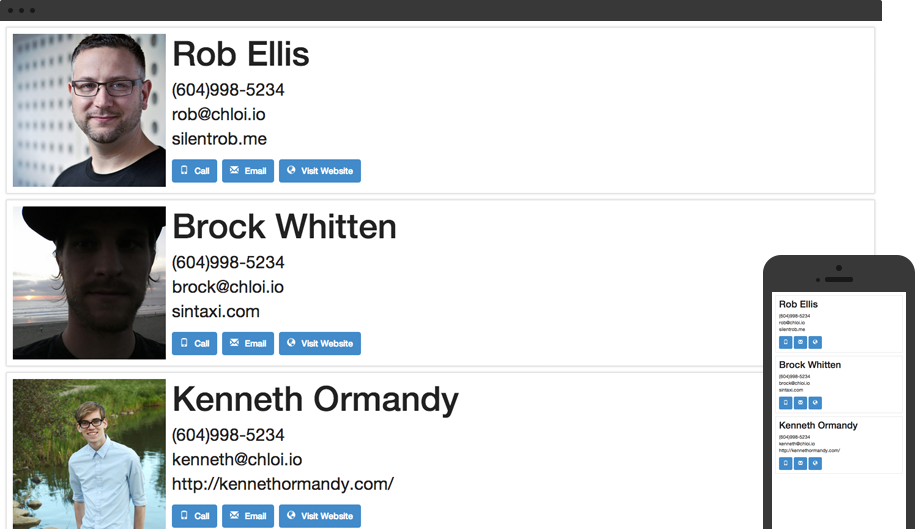 Rob Ellis
(604)998-5234
rob@chloi.io
silentrob.me
Call Email Visit Website
Brock Whitten
(604)998-5234
brock@chloi.io
sintaxi.com
Call Email Visit Website
Kenneth Ormandy
(604)998-5234
kenneth@chloi.io
http://kennethormandy.com/
Call Email Visit Website
Rob Ellis
(604)998-5234
rob@chloi.io
silentrob.me
Brock Whitten
(604)998-5234
brock@chloi.io
sintaxi.com
Kenneth Ormandy
(604)998-5234
kenneth@chloi.io
http://kennethormandy.com/